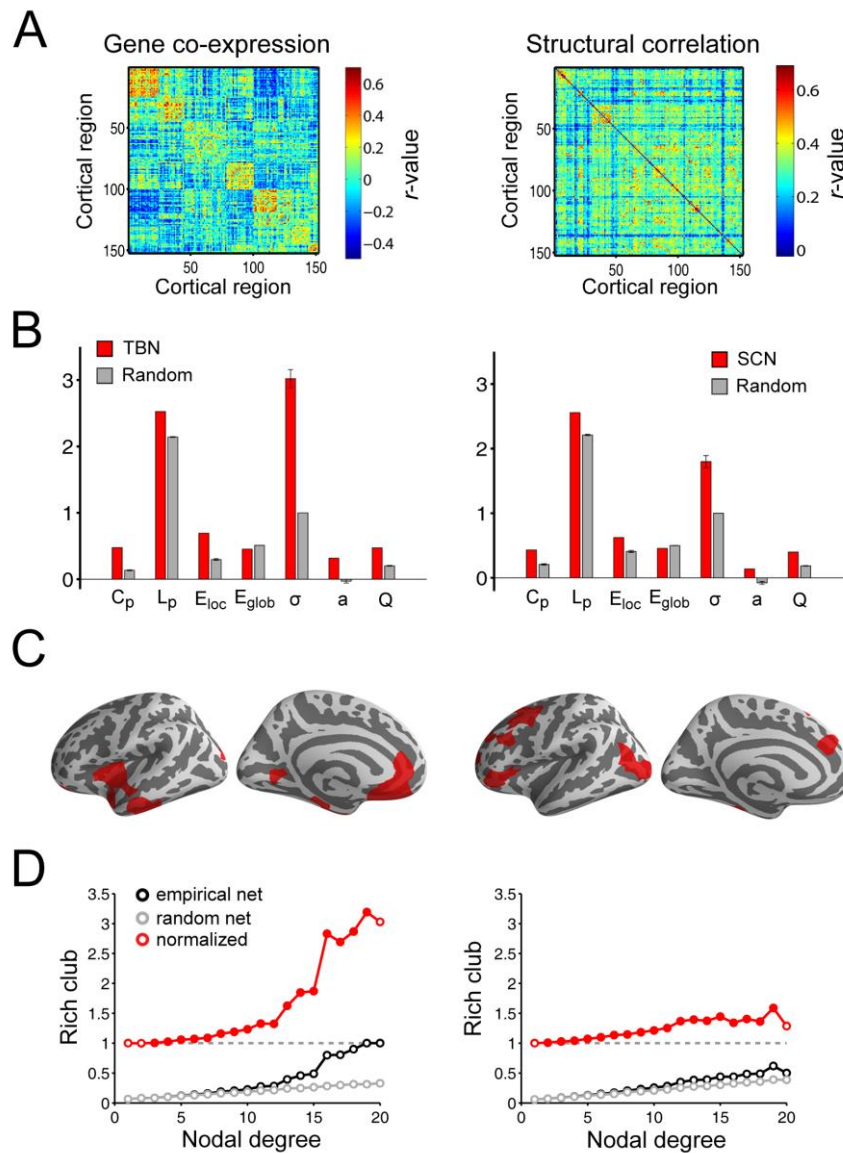 A
Gene co-expression
Structural correlation
Cortical region
50
100
150
50 100 150
Cortical region
0.6
0.4
0.2
0
−0.2
−0.4
r-value
Cortical region
50
100
150
50 100 150
Cortical region
0.6
0.4
0.2
0
r-value
B
TBN
Random
3
2
1
0
Cp Lp Eloc Eglob σ a Q
SCN
Random
3
2
1
0
Cp Lp Eloc Eglob σ a Q
C
D
empirical net
random net
normalized
Rich club
3.5
3
2.5
2
1.5
1
0.5
0
0 5 10 15 20
Nodal degree
Rich club
3.5
3
2.5
2
1.5
1
0.5
0
0 5 10 15 20
Nodal degree